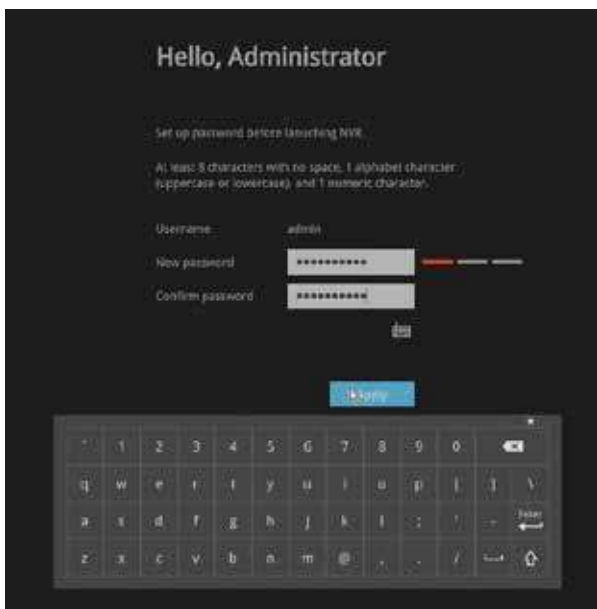 Hello, Administrator
Set up password before launching NVR.
At least 8 characters with no space, 1 alphabet character
(uppercase or lowercase), and 1 numeric character.
Username admin
New password ••••••••••
Confirm password ••••••••••
Apply
` 1 2 3 4 5 6 7 8 9 0
q w e r t y u i o p [ ] \
a s d f g h j k l ; ' - Enter
z x c v b n m @ , . /